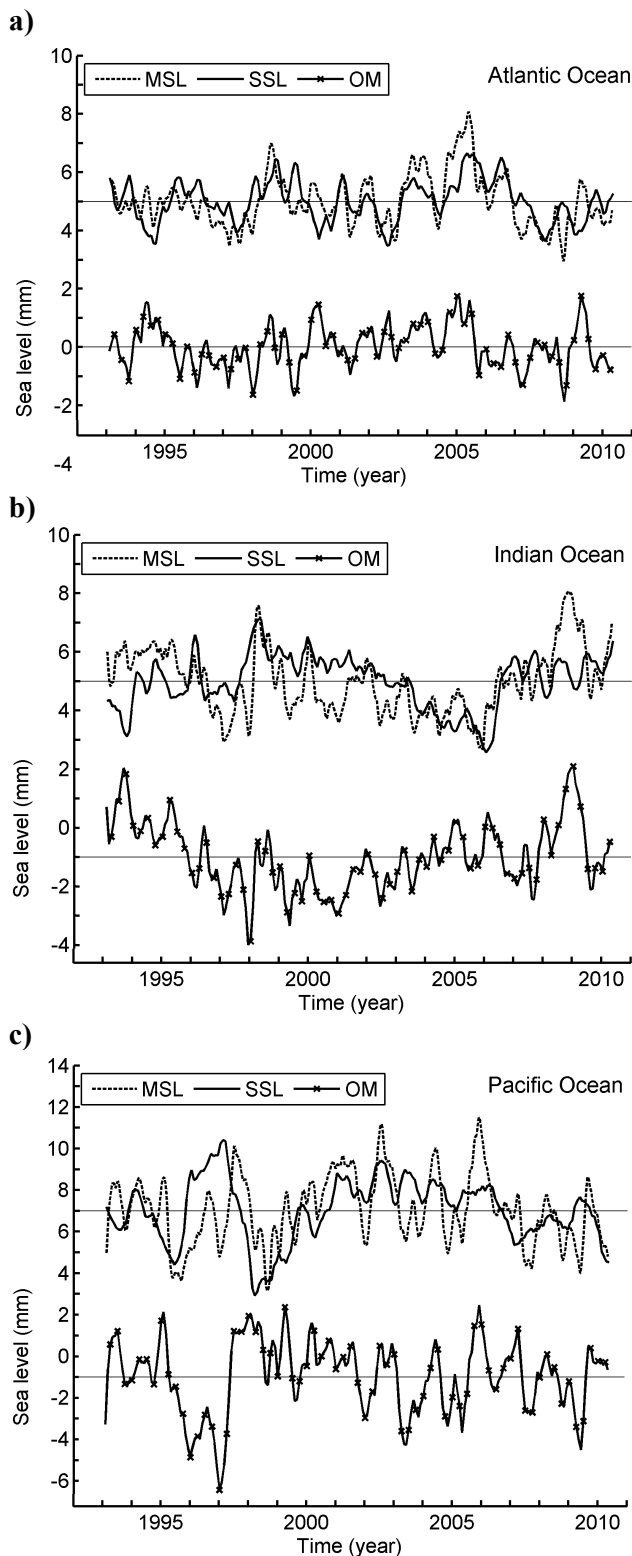 a)
MSL SSL OM Atlantic Ocean
10
8
6
4
2
0
-2
-4
Sea level (mm)
1995 2000 2005 2010
Time (year)
b)
MSL SSL OM Indian Ocean
10
8
6
4
2
0
-2
-4
Sea level (mm)
1995 2000 2005 2010
Time (year)
c)
MSL SSL OM Pacific Ocean
14
12
10
8
6
4
2
0
-2
-4
-6
Sea level (mm)
1995 2000 2005 2010
Time (year)